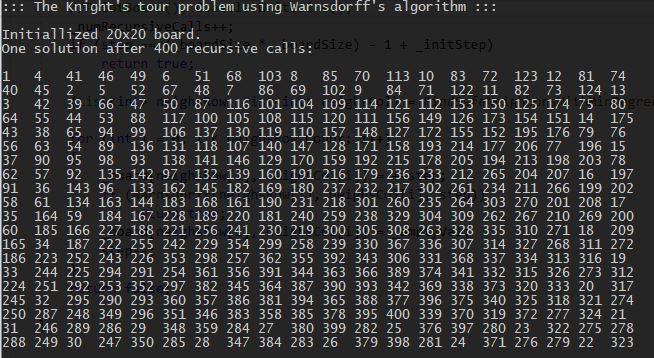 ::: The Knight's tour problem using Warnsdorff's algorithm :::
numRecursiveCalls++;
Initiallized 20x20 board.
boardSize) - 1 + _initStep)
One solution after 400 recursive calls:
return true;
1 4 41 46 49 6 51 68 103 8 85 70 113 10 83 72 123 12 81 74
40 45 2 5 52 67 48 7 86 69 102 9 84 71 122 11 82 73 124 13
3 42 39 66 47 50 87 116 101 104 109 114 121 112 153 150 125 174 75 80
64 55 44 53 88 117 100 105 108 115 120 111 156 149 126 173 154 151 14 175
43 38 65 94 99 106 137 130 119 110 157 148 127 172 155 152 195 176 79 76
56 63 54 89 136 131 118 107 140 147 128 171 158 193 214 177 206 77 196 15
37 90 95 98 93 138 141 146 129 170 159 192 215 178 205 194 213 198 203 78
62 57 92 135 142 97 132 139 160 191 216 179 236 233 212 265 204 207 16 197
91 36 143 96 133 162 145 182 169 180 237 232 217 302 261 234 211 266 199 202
58 61 134 163 144 183 168 161 190 231 218 301 260 235 264 303 270 201 208 17
35 164 59 184 167 228 189 220 181 240 259 238 329 304 309 262 267 210 269 200
60 185 166 227 188 221 256 241 230 219 300 305 308 263 328 335 310 271 18 209
165 34 187 222 255 242 229 354 299 258 239 330 367 336 307 314 327 268 311 272
186 223 252 243 226 353 298 257 362 355 392 343 306 331 368 337 334 313 316 19
33 244 225 294 291 254 361 356 391 344 363 366 389 374 341 332 315 326 273 312
224 251 292 253 352 297 382 345 364 387 390 393 342 369 338 373 320 333 20 317
245 32 295 290 293 360 357 386 381 394 365 388 377 396 375 340 325 318 321 274
250 287 248 349 296 351 346 383 358 385 378 395 400 339 370 319 372 277 324 21
31 246 289 286 29 348 359 284 27 380 399 282 25 376 397 280 23 322 275 278
288 249 30 247 350 285 28 347 384 283 26 379 398 281 24 371 276 279 22 323